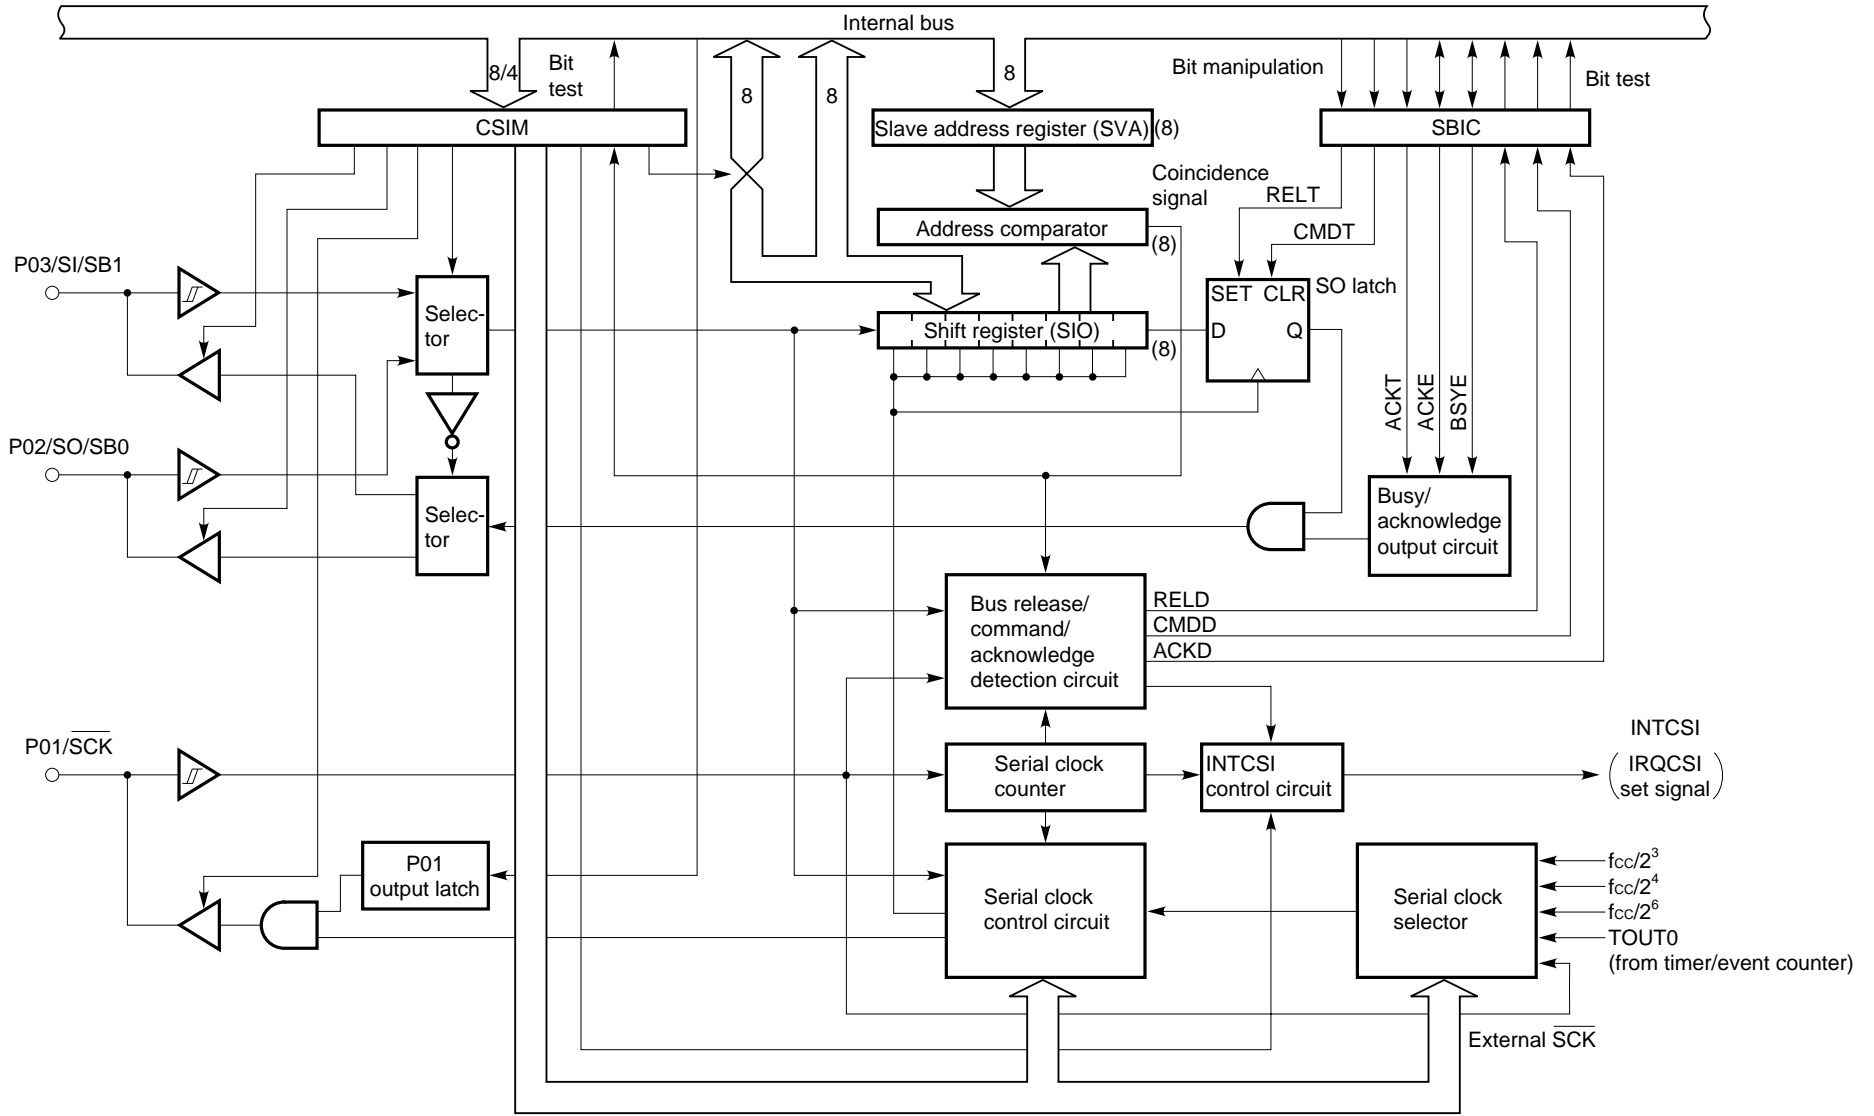 Internal bus
8/4
Bit
test
8
8
8
Bit manipulation
Bit test
CSIM
Slave address register (SVA)
(8)
SBIC
Coincidence
signal
RELT
Address comparator
(8)
CMDT
P03/SI/SB1
Selec-
tor
SET CLR
SO latch
D
Q
Shift register (SIO)
(8)
ACKT
ACKE
BSYE
P02/SO/SB0
Selec-
tor
Busy/
acknowledge
output circuit
Bus release/
command/
acknowledge
detection circuit
RELD
CMDD
ACKD
P01/S̅C̅K̅
Serial clock
counter
INTCSI
control circuit
INTCSI
(IRQCSI
set signal)
P01
output latch
Serial clock
control circuit
Serial clock
selector
fCC/2³
fCC/2⁴
fCC/2⁶
TOUT0
(from timer/event counter)
External S̅C̅K̅